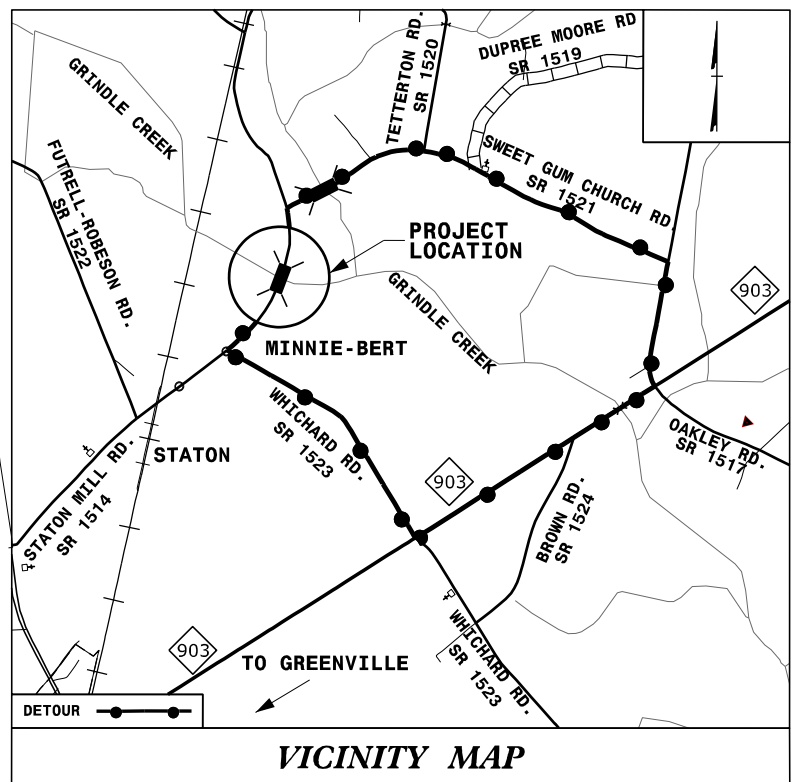 TETTERTON RD.
SR 1520
DUPREE MOORE RD
SR 1519
GRINDLE CREEK
FUTRELL-ROBESON RD.
SR 1522
SWEET GUM CHURCH RD.
SR 1521
PROJECT
LOCATION
903
GRINDLE CREEK
MINNIE-BERT
WHICHARD RD.
SR 1523
OAKLEY RD.
SR 1517
STATON
903
STATON MILL RD.
SR 1514
BROWN RD.
SR 1524
903
TO GREENVILLE
WHICHARD RD.
SR 1523
DETOUR
VICINITY MAP